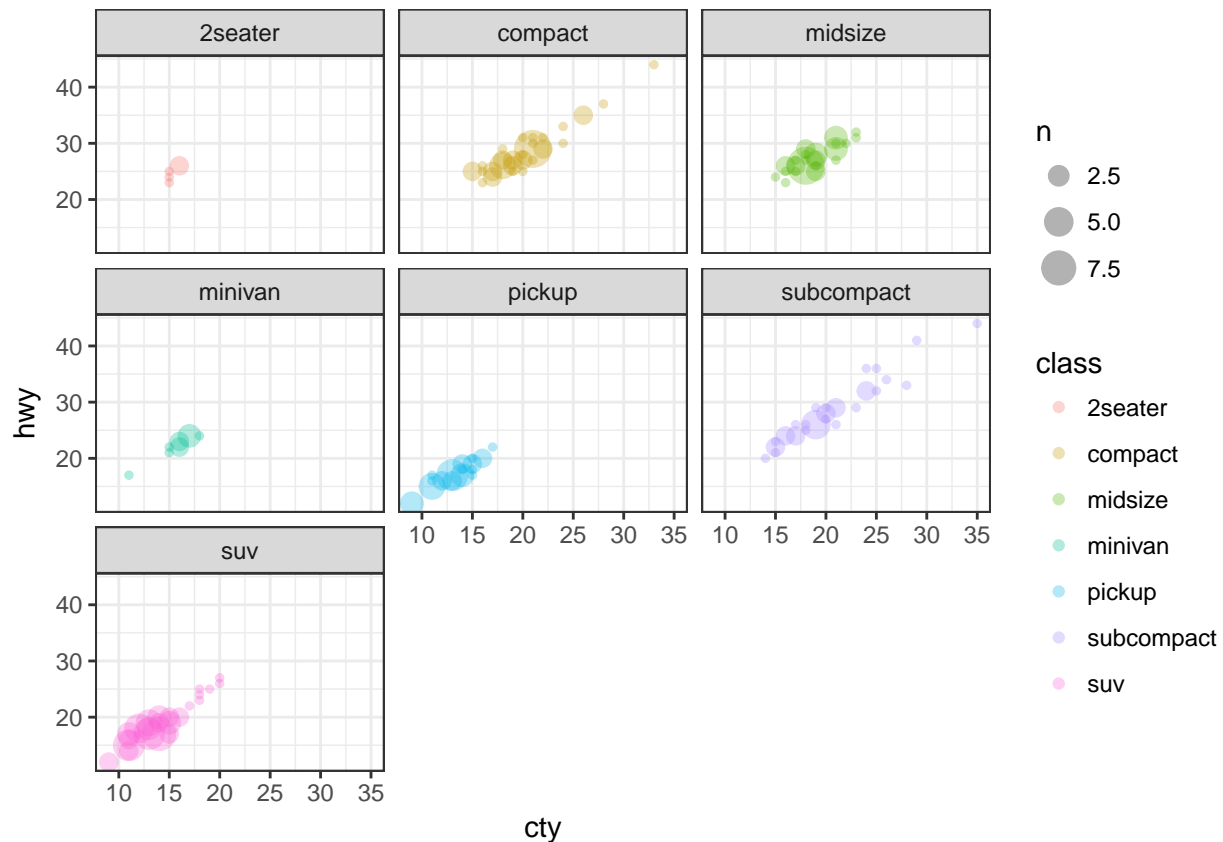 2seater compact midsize
40
30
20
n
2.5
5.0
7.5
minivan pickup subcompact
40
30
20
hwy
10 15 20 25 30 35 10 15 20 25 30 35
class
2seater
compact
midsize
minivan
pickup
subcompact
suv
suv
40
30
20
10 15 20 25 30 35
cty